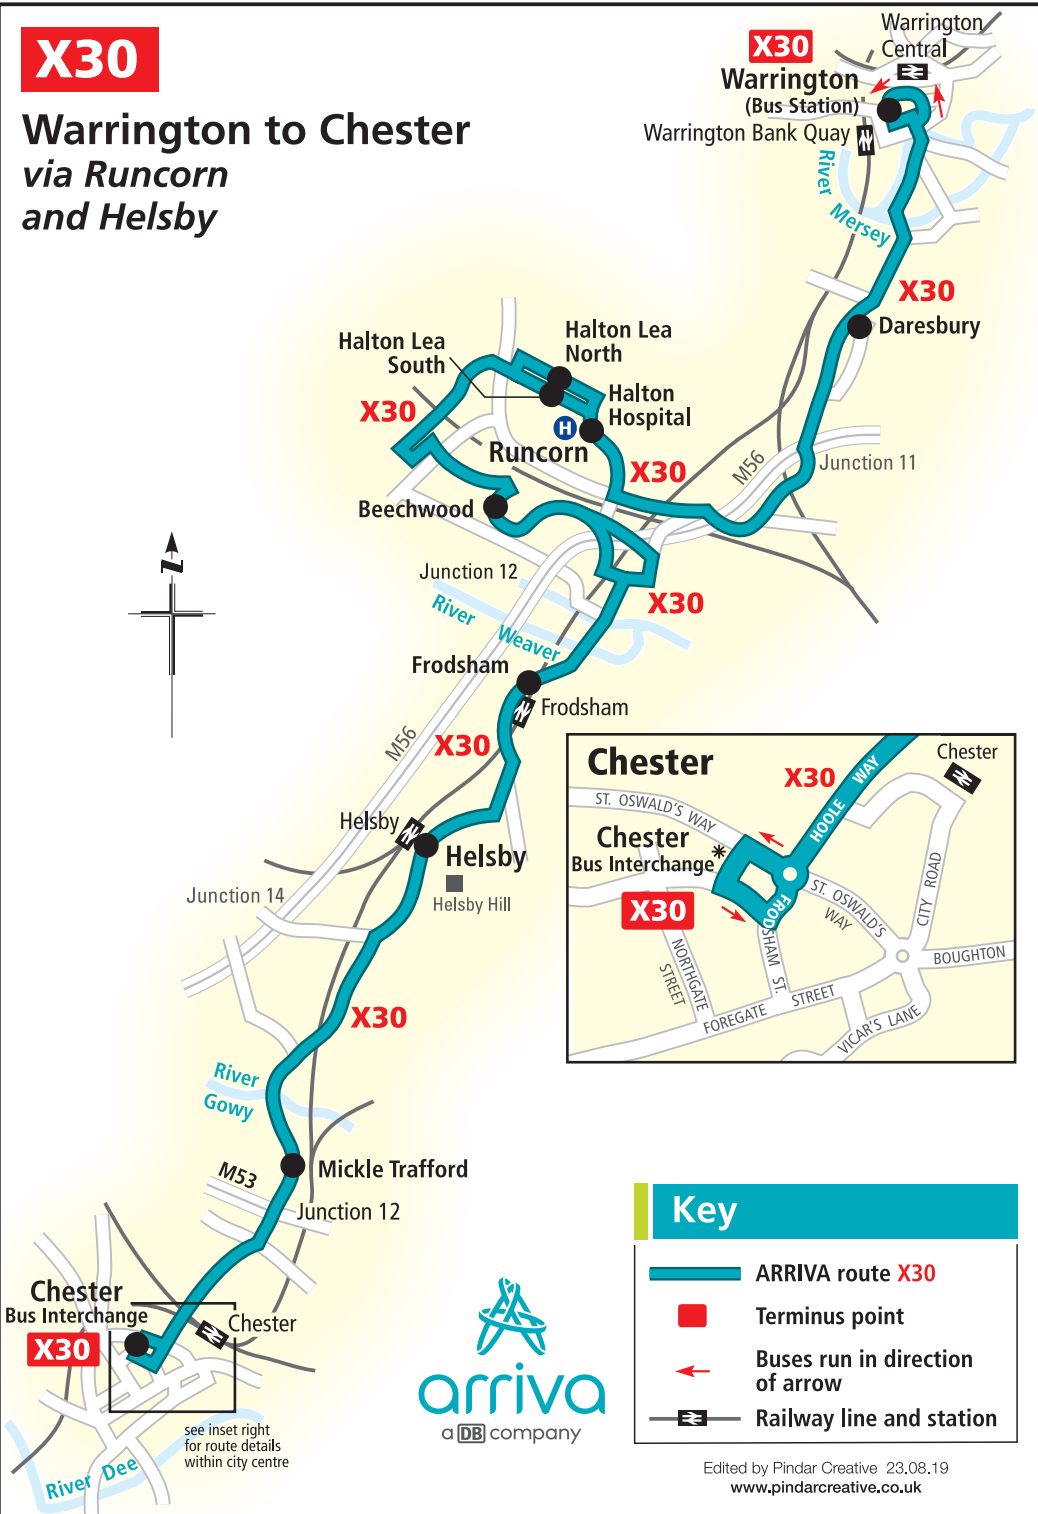 X30
Warrington to Chester
via Runcorn
and Helsby
X30
Warrington
Central
Warrington
(Bus Station)
Warrington Bank Quay
River
Mersey
X30
Daresbury
Halton Lea
North
Halton Lea
South
Halton
Hospital
H
X30
Runcorn
X30
M56
Junction 11
Beechwood
Junction 12
X30
River
Weaver
Frodsham
Frodsham
M56
X30
Helsby
Helsby
Helsby Hill
Junction 14
X30
River
Gowy
Mickle Trafford
M53
Junction 12
Chester
Bus Interchange
X30
Chester
see inset right
for route details
within city centre
River Dee
Chester
X30
HOOLE WAY
Chester
ST. OSWALD'S WAY
Chester
Bus Interchange
X30
FRODSHAM ST.
ST. OSWALD'S
WAY
CITY ROAD
BOUGHTON
NORTHGATE
STREET
FOREGATE STREET
VICAR'S LANE
Key
ARRIVA route X30
Terminus point
Buses run in direction
of arrow
Railway line and station
arriva
a DB company
Edited by Pindar Creative 23.08.19
www.pindarcreative.co.uk